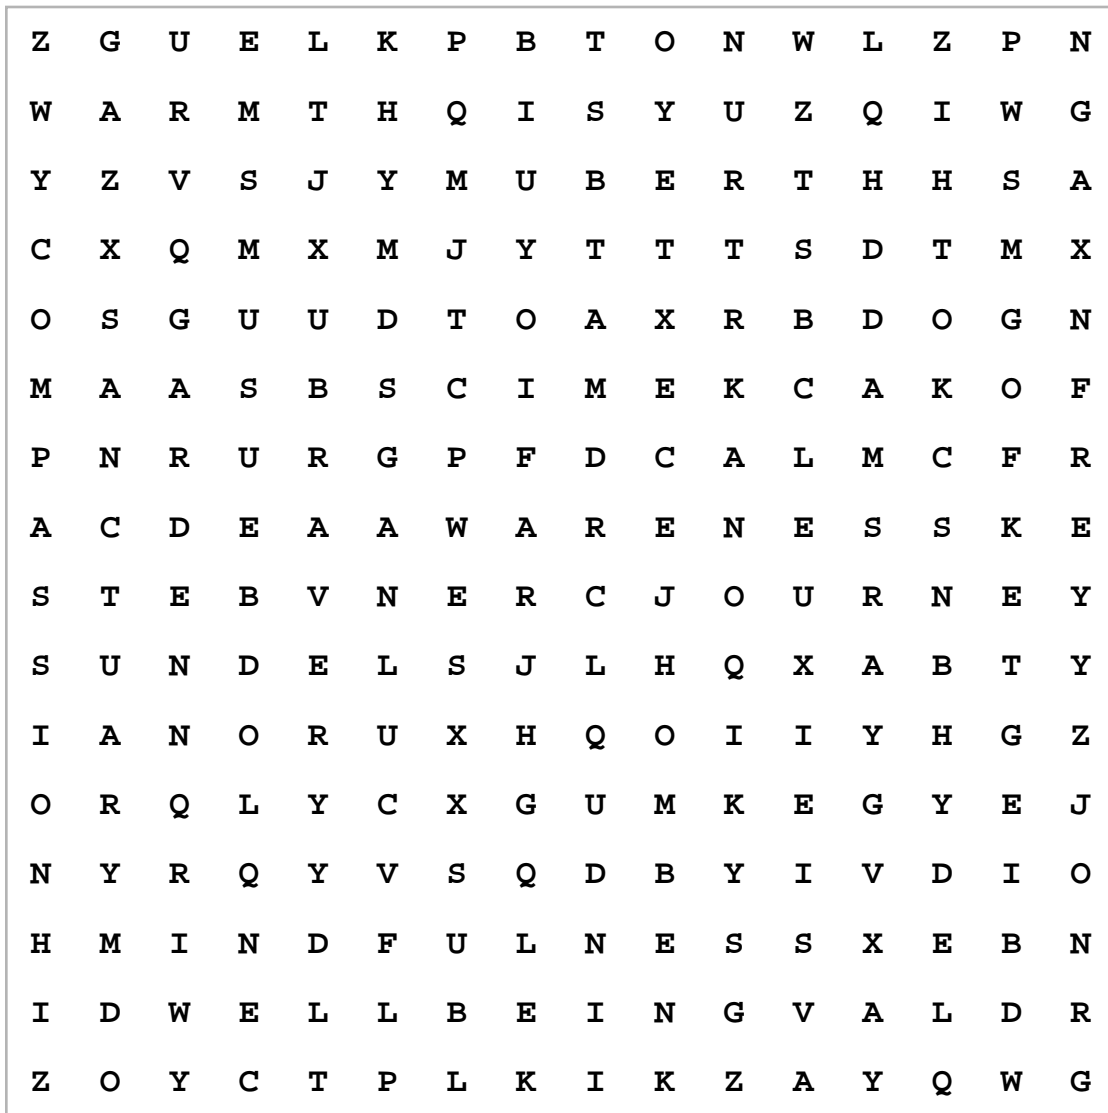 Z G U E L K P B T O N W L Z P N
W A R M T H Q I S Y U Z Q I W G
Y Z V S J Y M U B E R T H H S A
C X Q M X M J Y T T T S D T M X
O S G U U D T O A X R B D O G N
M A A S B S C I M E K C A K O F
P N R U R G P F D C A L M C F R
A C D E A A W A R E N E S S K E
S T E B V N E R C J O U R N E Y
S U N D E L S J L H Q X A B T Y
I A N O R U X H Q O I I Y H G Z
O R Q L Y C X G U M K E G Y E J
N Y R Q Y V S Q D B Y I V D I O
H M I N D F U L N E S S X E B N
I D W E L L B E I N G V A L D R
Z O Y C T P L K I K Z A Y Q W G